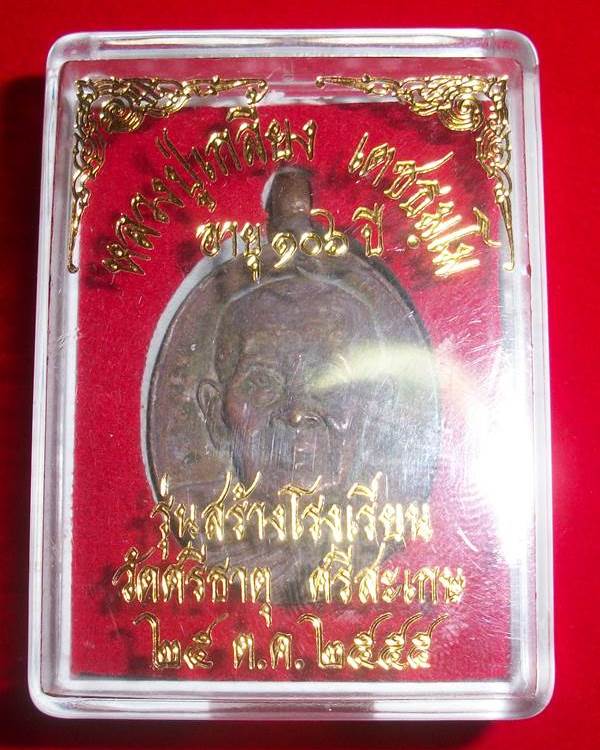 หลวงปู่เกลี้ยง เตชธมฺโม
อายุ ๑๐๖ ปี
รุ่นสร้างโรงเรียน
วัดศรีธาตุ ศรีสะเกษ
๒๕ ต.ค. ๒๕๕๕